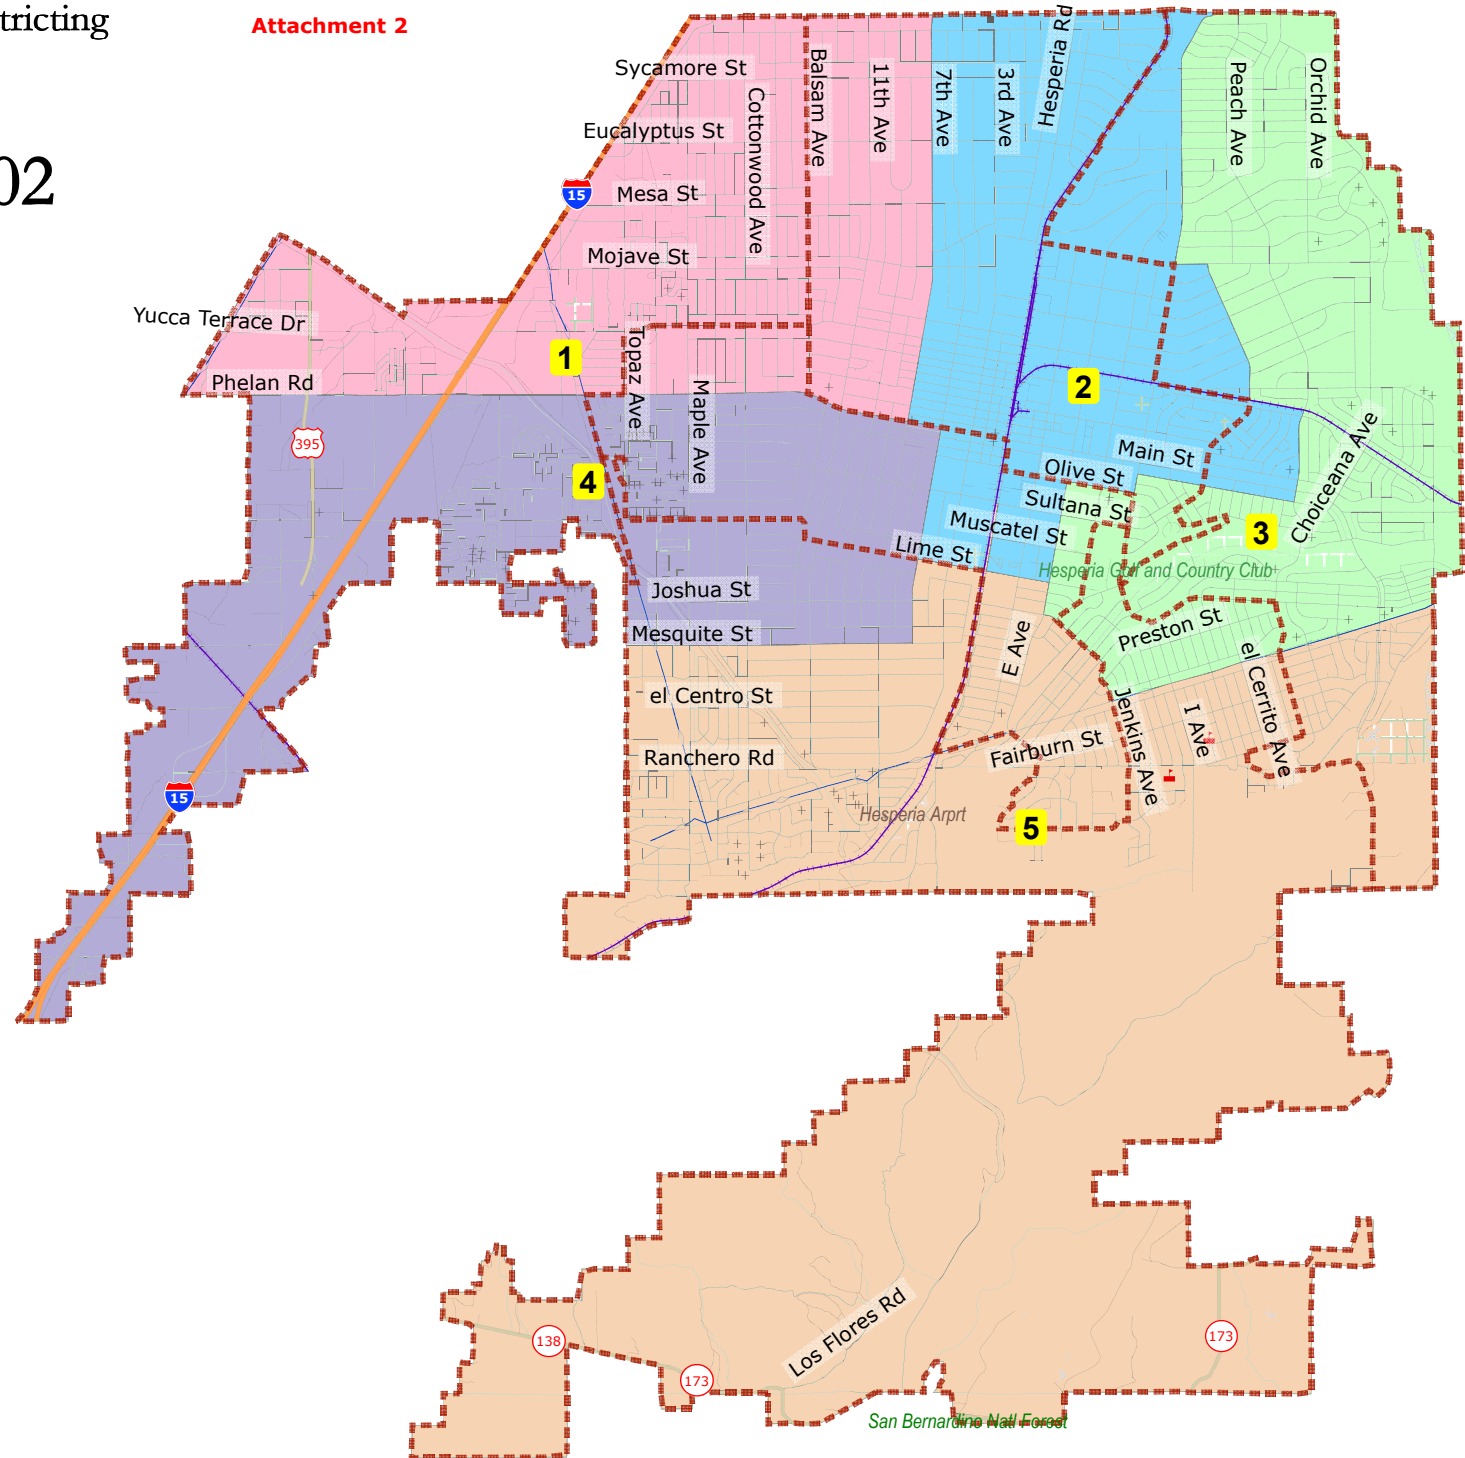 tricting
Attachment 2
02
Sycamore St
Eucalyptus St
Mesa St
Mojave St
Cottonwood Ave
Balsam Ave
11th Ave
7th Ave
3rd Ave
Hesperia Rd
Peach Ave
Orchid Ave
15
Yucca Terrace Dr
Phelan Rd
395
1
Topaz Ave
Maple Ave
2
4
Main St
Olive St
Sultana St
Muscatel St
Lime St
3
Choiceana Ave
Hesperia Golf and Country Club
Joshua St
Mesquite St
Preston St
el Centro St
E Ave
Jenkins Ave
I Ave
el Cerrito Ave
Ranchero Rd
Fairburn St
15
Hesperia Arprt
5
Los Flores Rd
138
173
173
San Bernardino Natl Forest